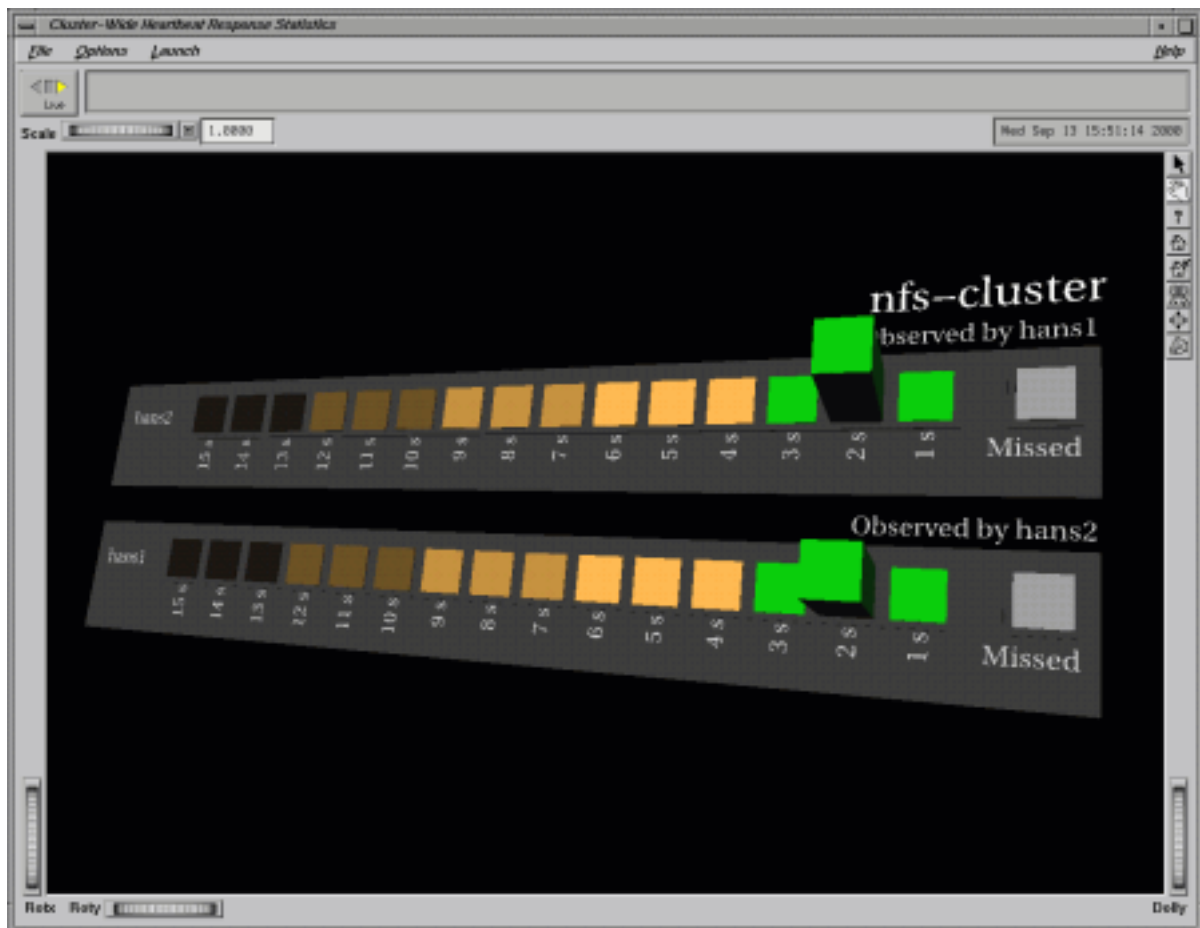 Cluster-Wide Heartbeat Response Statistics
File Options Launch Help
Live
Scale 1.0000 Wed Sep 13 15:51:14 2000
nfs-cluster
Observed by hans1
hans2
15 s 14 s 13 s 12 s 11 s 10 s 9 s 8 s 7 s 6 s 5 s 4 s 3 s 2 s 1 s Missed
Observed by hans2
hans1
15 s 14 s 13 s 12 s 11 s 10 s 9 s 8 s 7 s 6 s 5 s 4 s 3 s 2 s 1 s Missed
Rotx Roty Dolly